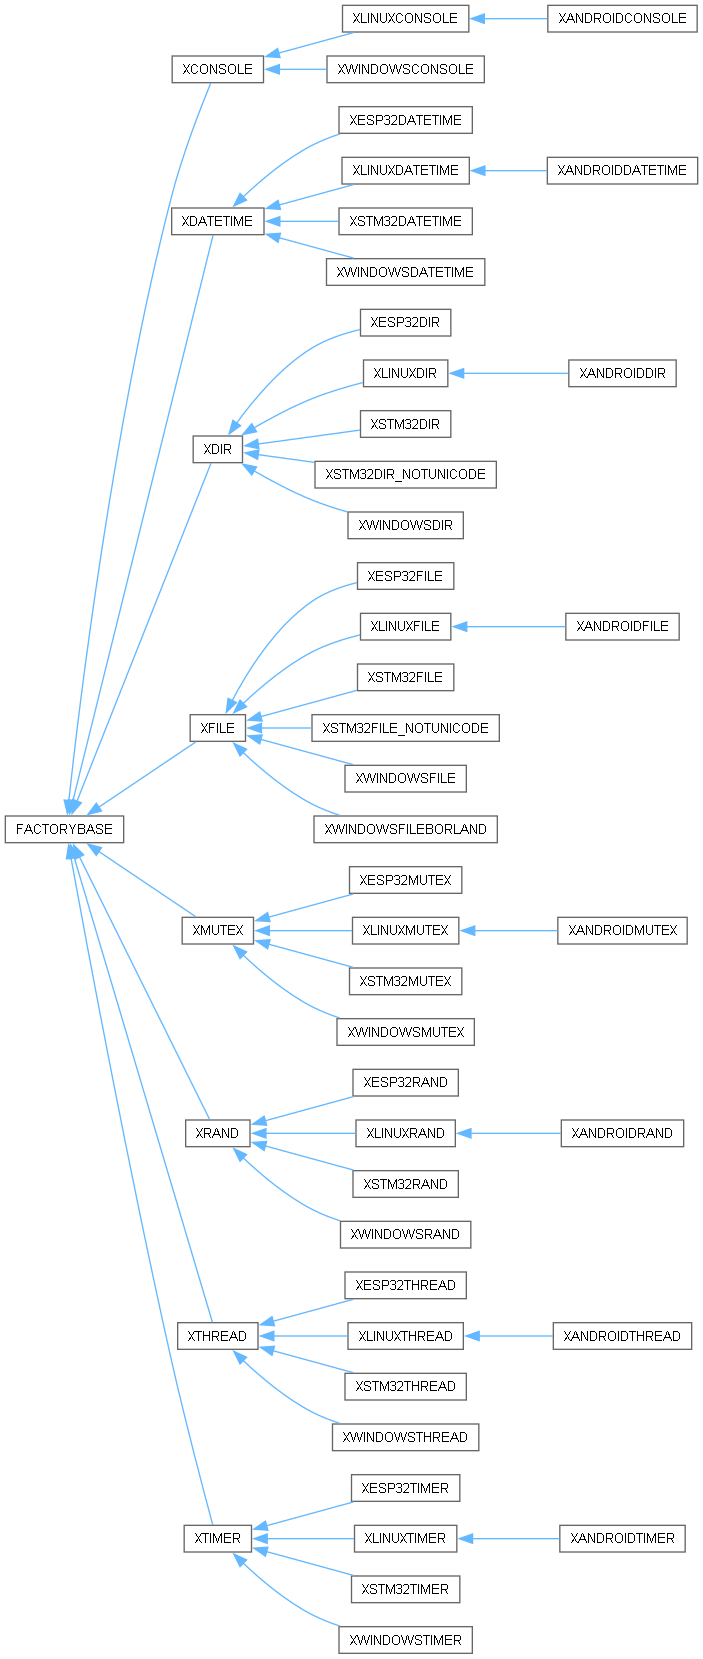 XLINUXCONSOLE
XANDROIDCONSOLE
XCONSOLE
XWINDOWSCONSOLE
XESP32DATETIME
XLINUXDATETIME
XANDROIDDATETIME
XDATETIME
XSTM32DATETIME
XWINDOWSDATETIME
XESP32DIR
XLINUXDIR
XANDROIDDIR
XSTM32DIR
XDIR
XSTM32DIR_NOTUNICODE
XWINDOWSDIR
XESP32FILE
XLINUXFILE
XANDROIDFILE
XSTM32FILE
XFILE
XSTM32FILE_NOTUNICODE
XWINDOWSFILE
FACTORYBASE
XWINDOWSFILEBORLAND
XESP32MUTEX
XMUTEX
XLINUXMUTEX
XANDROIDMUTEX
XSTM32MUTEX
XWINDOWSMUTEX
XESP32RAND
XRAND
XLINUXRAND
XANDROIDRAND
XSTM32RAND
XWINDOWSRAND
XESP32THREAD
XTHREAD
XLINUXTHREAD
XANDROIDTHREAD
XSTM32THREAD
XWINDOWSTHREAD
XESP32TIMER
XTIMER
XLINUXTIMER
XANDROIDTIMER
XSTM32TIMER
XWINDOWSTIMER